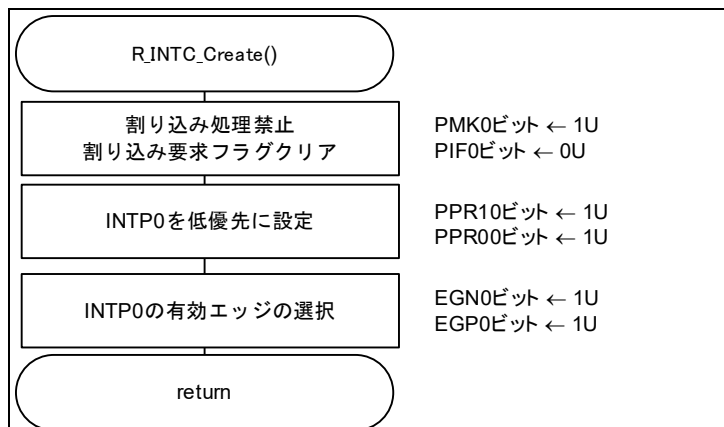 R_INTC_Create()
割り込み処理禁止
割り込み要求フラグクリア
PMK0ビット ← 1U
PIF0ビット ← 0U
INTP0を低優先に設定
PPR10ビット ← 1U
PPR00ビット ← 1U
INTP0の有効エッジの選択
EGN0ビット ← 1U
EGP0ビット ← 1U
return